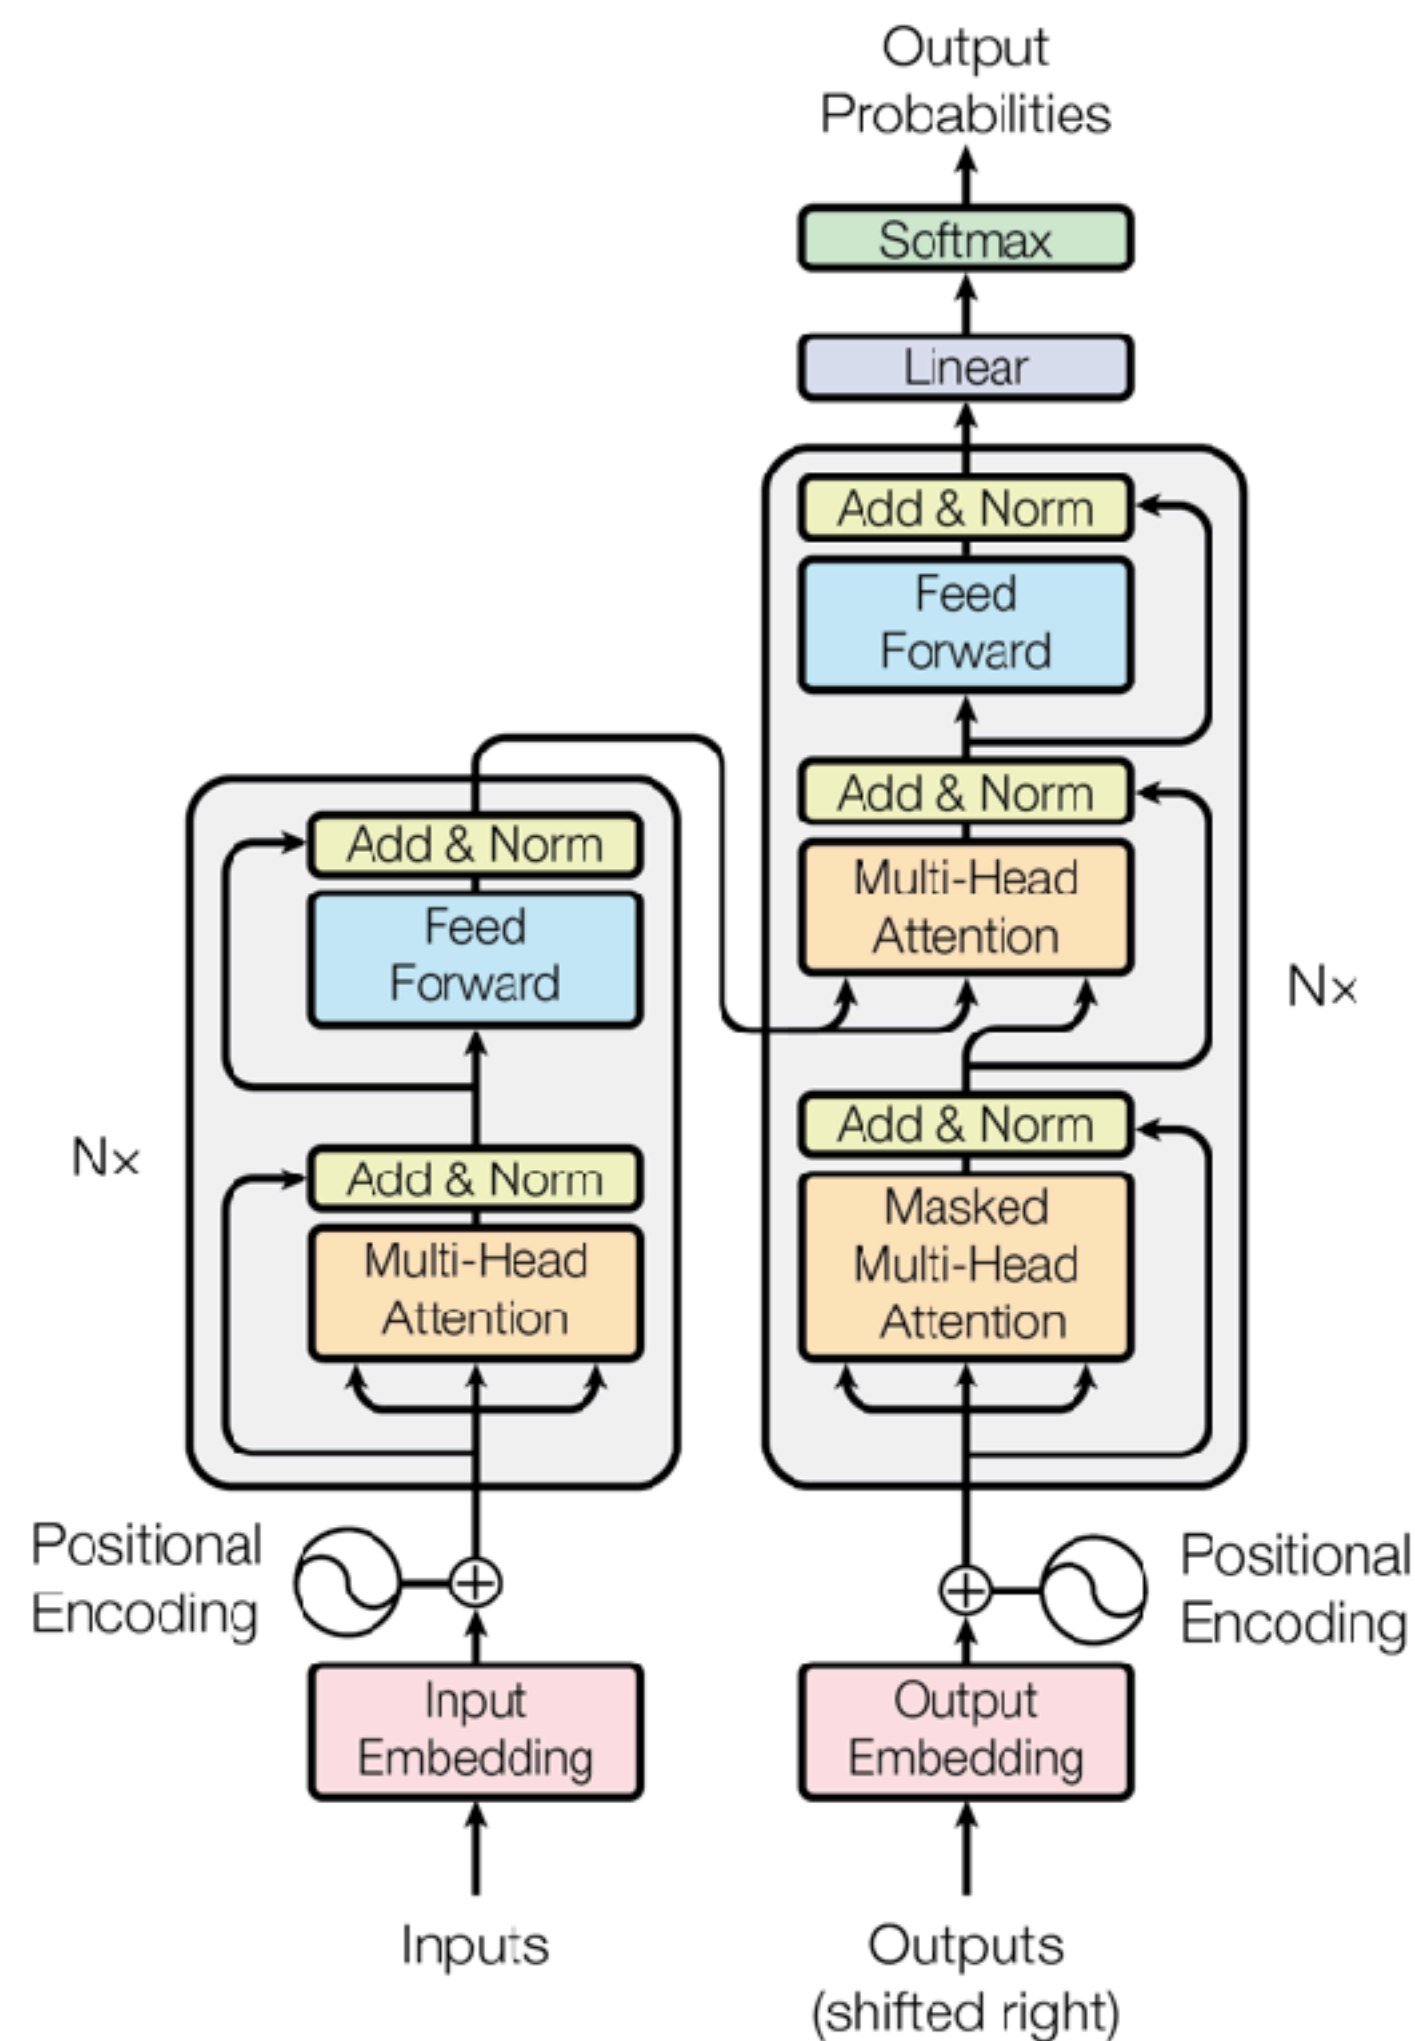 Output
Probabilities
Softmax
Linear
Add & Norm
Feed
Forward
Add & Norm
Multi-Head
Attention
Nx
Add & Norm
Masked
Multi-Head
Attention
Add & Norm
Feed
Forward
Nx
Add & Norm
Multi-Head
Attention
Positional
Encoding
Positional
Encoding
Input
Embedding
Output
Embedding
Inputs
Outputs
(shifted right)